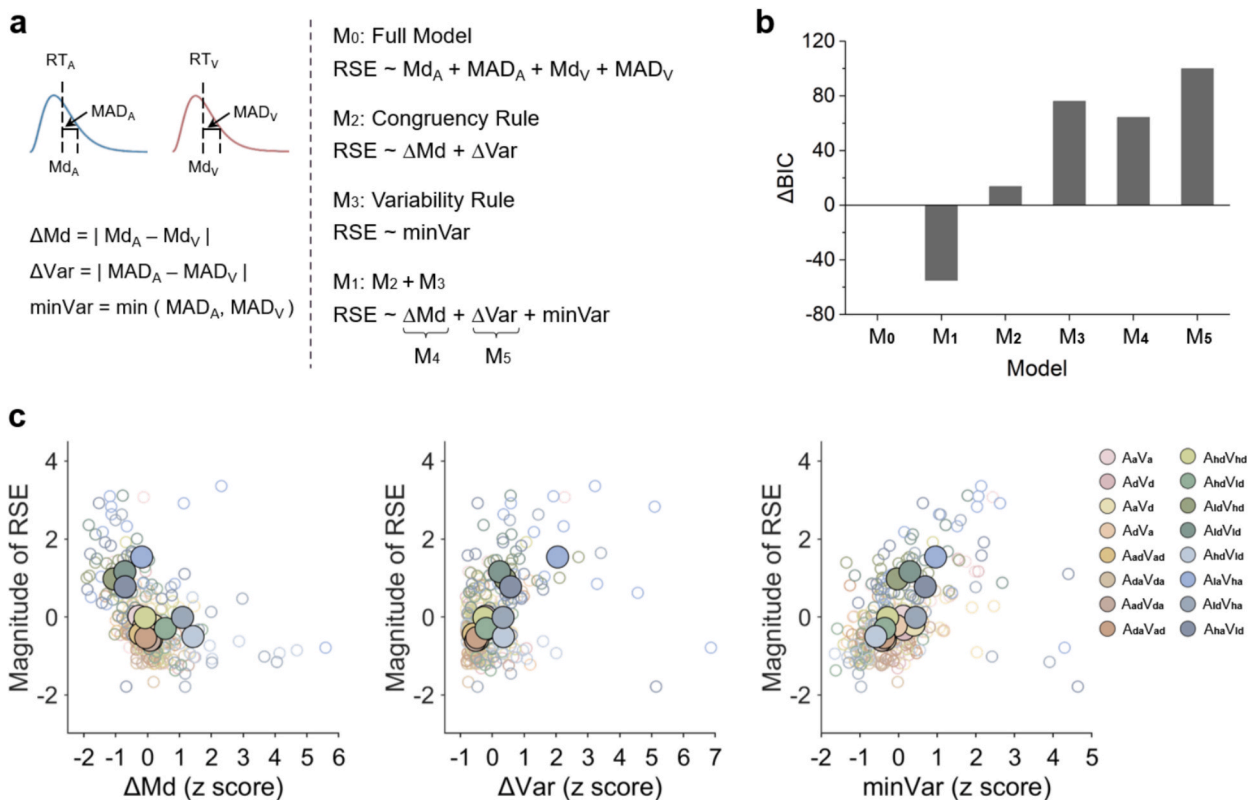 a
RT_A
RT_V
MAD_A
MAD_V
Md_A
Md_V
ΔMd = | Md_A – Md_V |
ΔVar = | MAD_A – MAD_V |
minVar = min ( MAD_A, MAD_V )
M₀: Full Model
RSE ~ Md_A + MAD_A + Md_V + MAD_V
M₂: Congruency Rule
RSE ~ ΔMd + ΔVar
M₃: Variability Rule
RSE ~ minVar
M₁: M₂ + M₃
RSE ~ ΔMd + ΔVar + minVar
M₄ M₅
b
ΔBIC
120
80
40
0
-40
-80
M₀ M₁ M₂ M₃ M₄ M₅
Model
c
Magnitude of RSE
4
2
0
-2
-2 -1 0 1 2 3 4 5 6
ΔMd (z score)
Magnitude of RSE
4
2
0
-2
-1 0 1 2 3 4 5 6 7
ΔVar (z score)
Magnitude of RSE
4
2
0
-2
-2 -1 0 1 2 3 4 5
minVar (z score)
AaVa
AdVd
AaVd
AdVa
AadVad
AdaVda
AadVda
AdaVad
AhdVhd
AhdVld
AldVhd
AldVld
AhdVld
AlaVha
AldVha
AhaVld